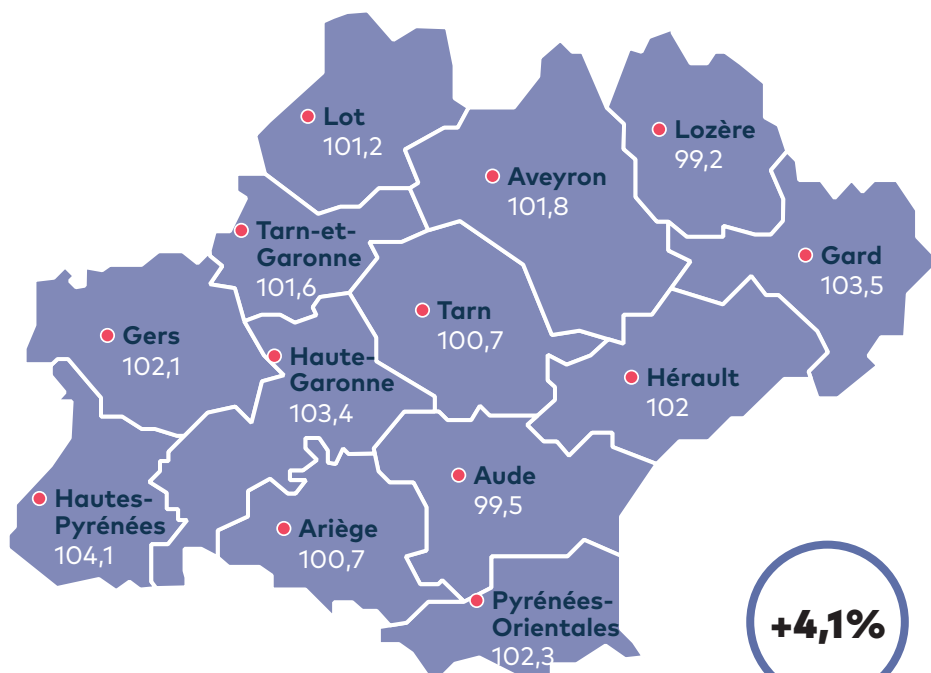 Lot
101,2
Lozère
99,2
Aveyron
101,8
Tarn-et-
Garonne
101,6
Gard
103,5
Gers
102,1
Tarn
100,7
Haute-
Garonne
103,4
Hérault
102
Hautes-
Pyrénées
104,1
Ariège
100,7
Aude
99,5
Pyrénées-
Orientales
102,3
+4,1%